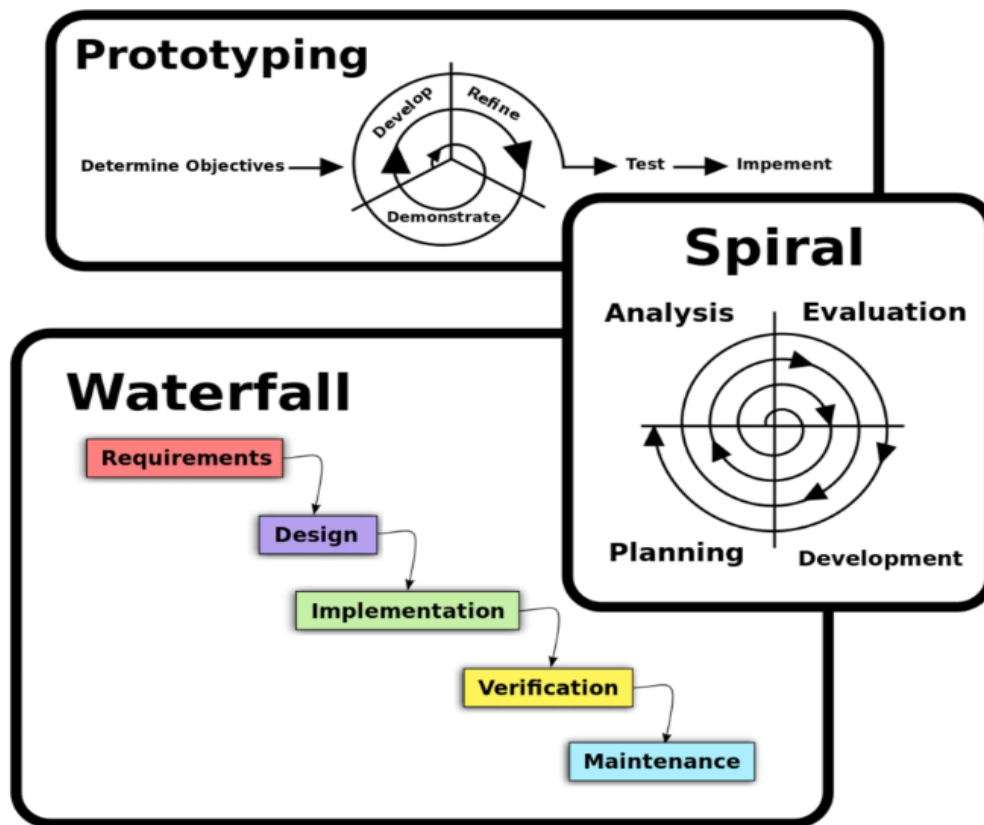 Prototyping
Develop
Refine
Determine Objectives
Test
Impement
Demonstrate
Spiral
Analysis
Evaluation
Planning
Development
Waterfall
Requirements
Design
Implementation
Verification
Maintenance